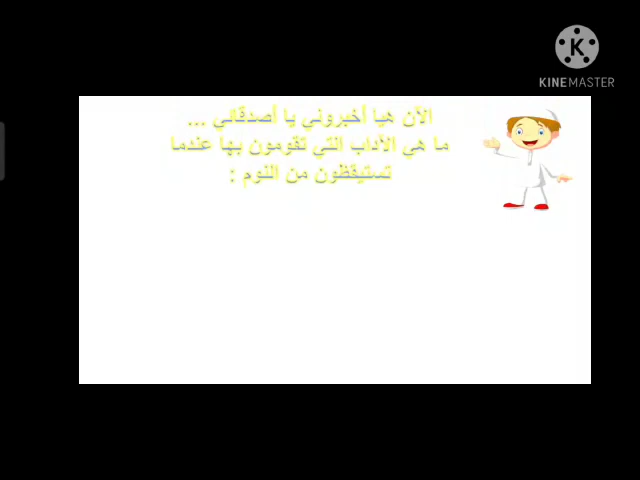 KINEMASTER
الآن هيا أخبروني يا أصدقائي ...
ما هي الآداب التي تقومون بها عندما
تستيقظون من النوم :